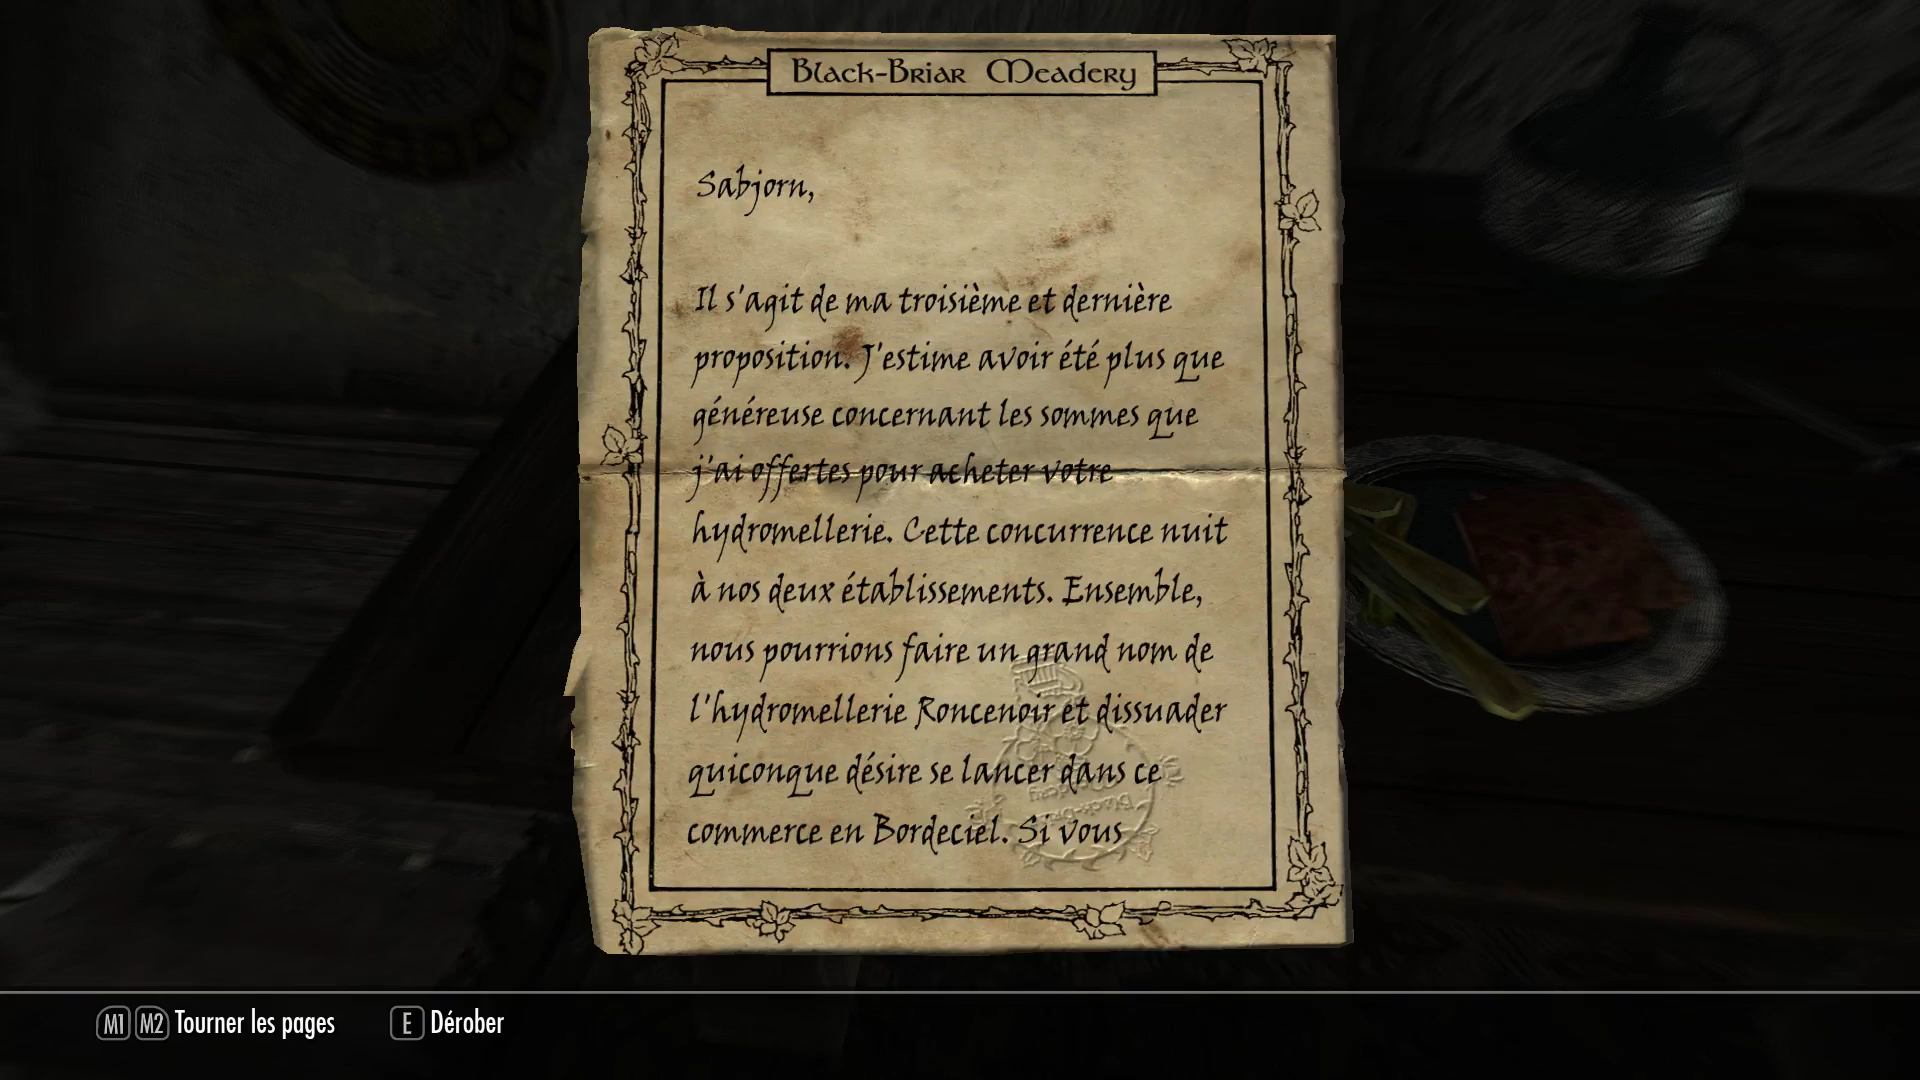 Black-Briar Meadery
Sabjorn,
Il s'agit de ma troisième et dernière
proposition. J'estime avoir été plus que
généreuse concernant les sommes que
j'ai offertes pour acheter votre
hydromellerie. Cette concurrence nuit
à nos deux établissements. Ensemble,
nous pourrions faire un grand nom de
l'hydromellerie Roncenoir et dissuader
quiconque désire se lancer dans ce
commerce en Bordeciel. Si vous
M1 M2 Tourner les pages
E Dérober